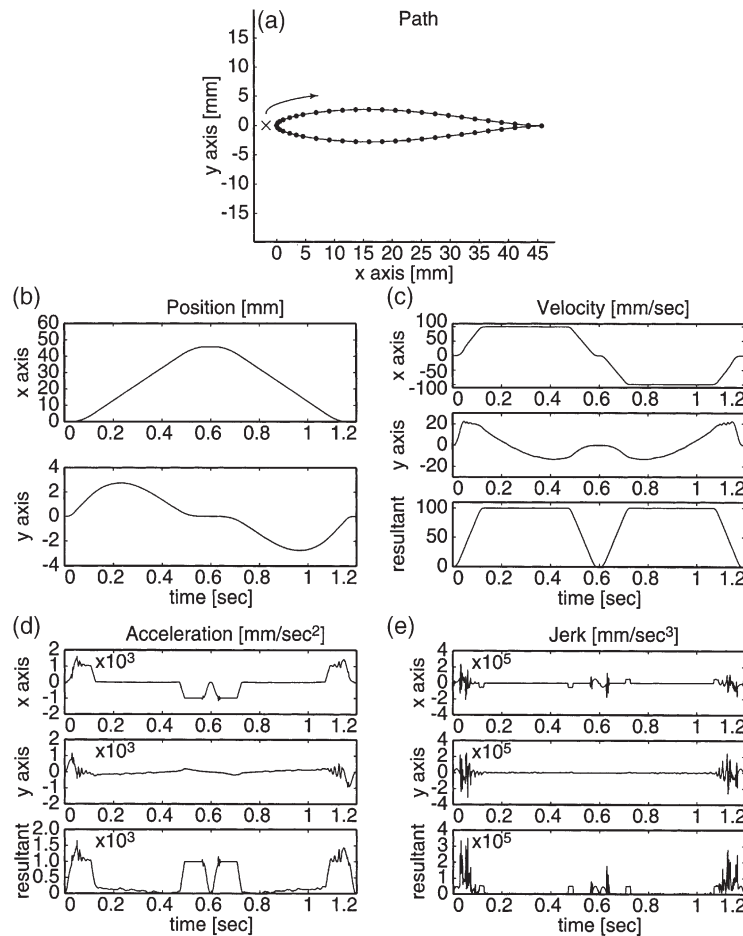 (a) Path
15
10
5
0
-5
-10
-15
y axis [mm]
0 5 10 15 20 25 30 35 40 45
x axis [mm]
(b) Position [mm]
60
50
40
30
20
10
0
x axis
0 0.2 0.4 0.6 0.8 1 1.2
4
2
0
-2
-4
y axis
0 0.2 0.4 0.6 0.8 1 1.2
time [sec]
(c) Velocity [mm/sec]
100
50
0
-50
-100
x axis
0 0.2 0.4 0.6 0.8 1 1.2
20
0
-20
y axis
0 0.2 0.4 0.6 0.8 1 1.2
100
50
0
resultant
0 0.2 0.4 0.6 0.8 1 1.2
time [sec]
(d) Acceleration [mm/sec²]
2
1
0
-1
-2
x axis
x10³
0 0.2 0.4 0.6 0.8 1 1.2
2
1
0
-1
-2
y axis
x10³
0 0.2 0.4 0.6 0.8 1 1.2
2.0
1.5
1.0
0.5
0
resultant
x10³
0 0.2 0.4 0.6 0.8 1 1.2
time [sec]
(e) Jerk [mm/sec³]
4
2
0
-2
-4
x axis
x10⁵
0 0.2 0.4 0.6 0.8 1 1.2
4
2
0
-2
-4
y axis
x10⁵
0 0.2 0.4 0.6 0.8 1 1.2
4
3
2
1
0
resultant
x10⁵
0 0.2 0.4 0.6 0.8 1 1.2
time [sec]